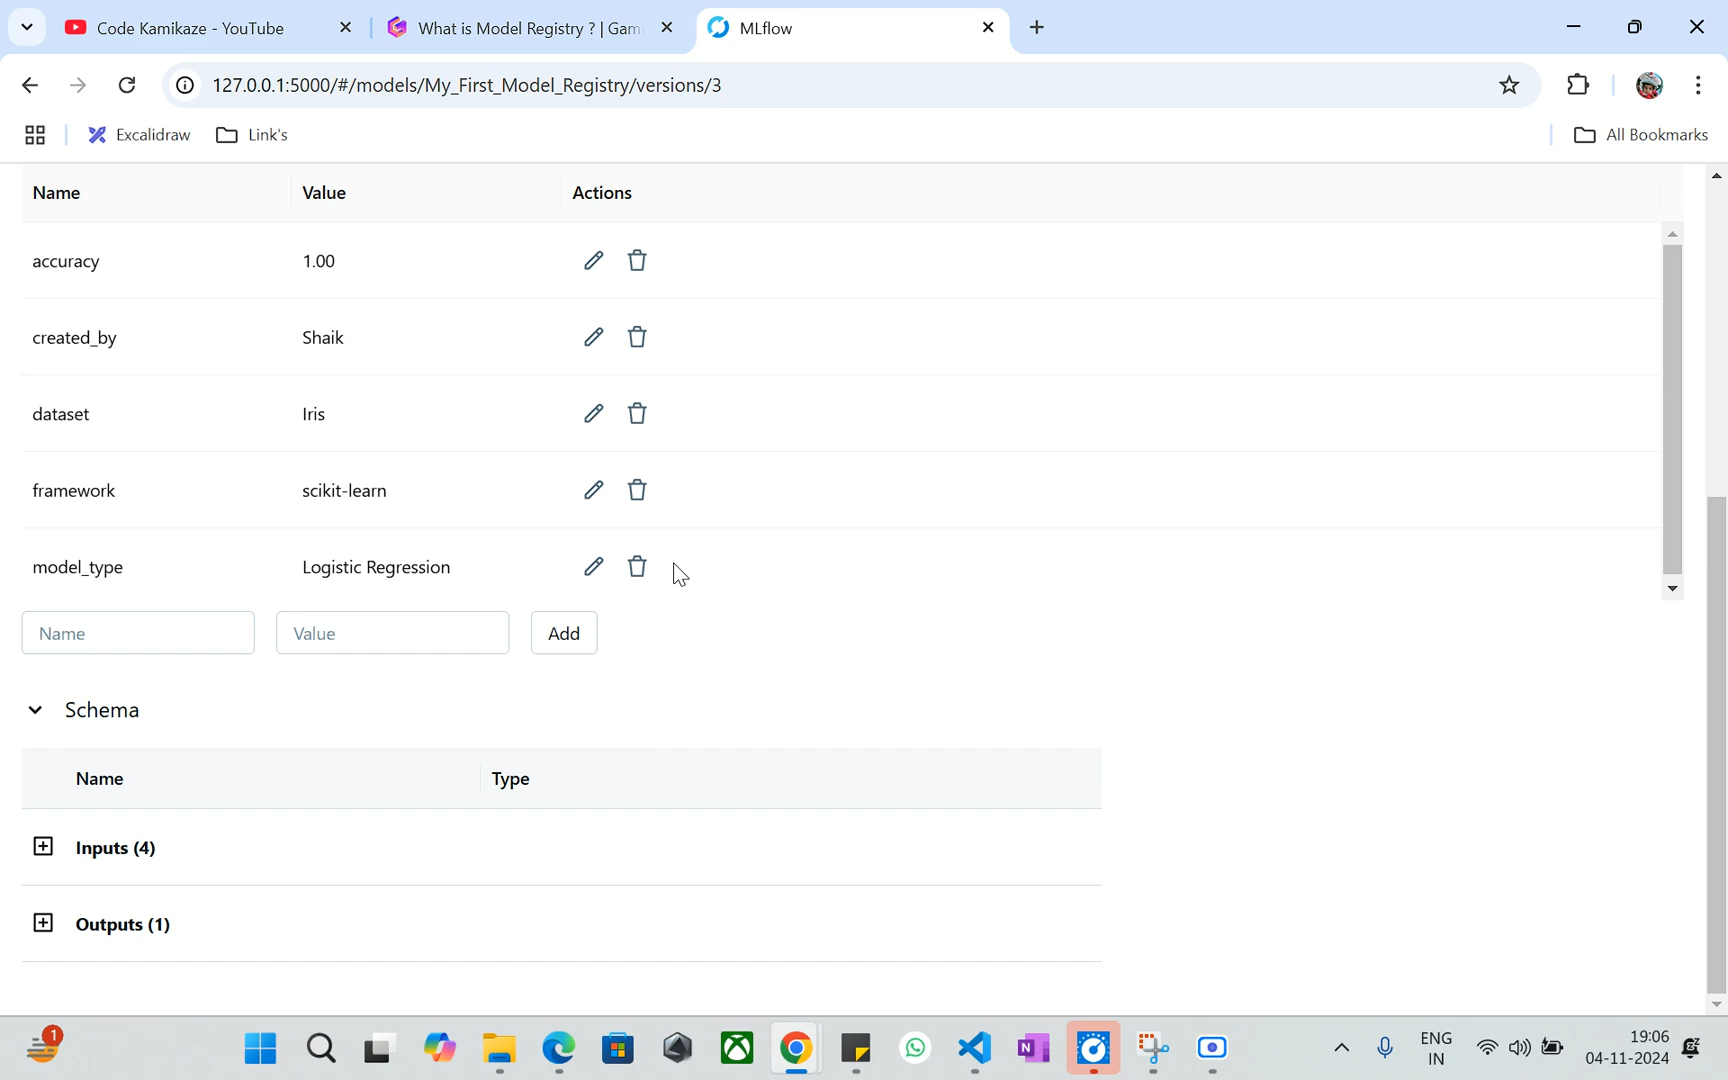 Code Kamikaze - YouTube
What is Model Registry ? | Gam
MLflow
127.0.0.1:5000/#/models/My_First_Model_Registry/versions/3
Excalidraw
Link's
All Bookmarks
Name Value Actions
accuracy 1.00
created_by Shaik
dataset Iris
framework scikit-learn
model_type Logistic Regression
Name Value Add
Schema
Name Type
Inputs (4)
Outputs (1)
1
ENG
IN
19:06
04-11-2024